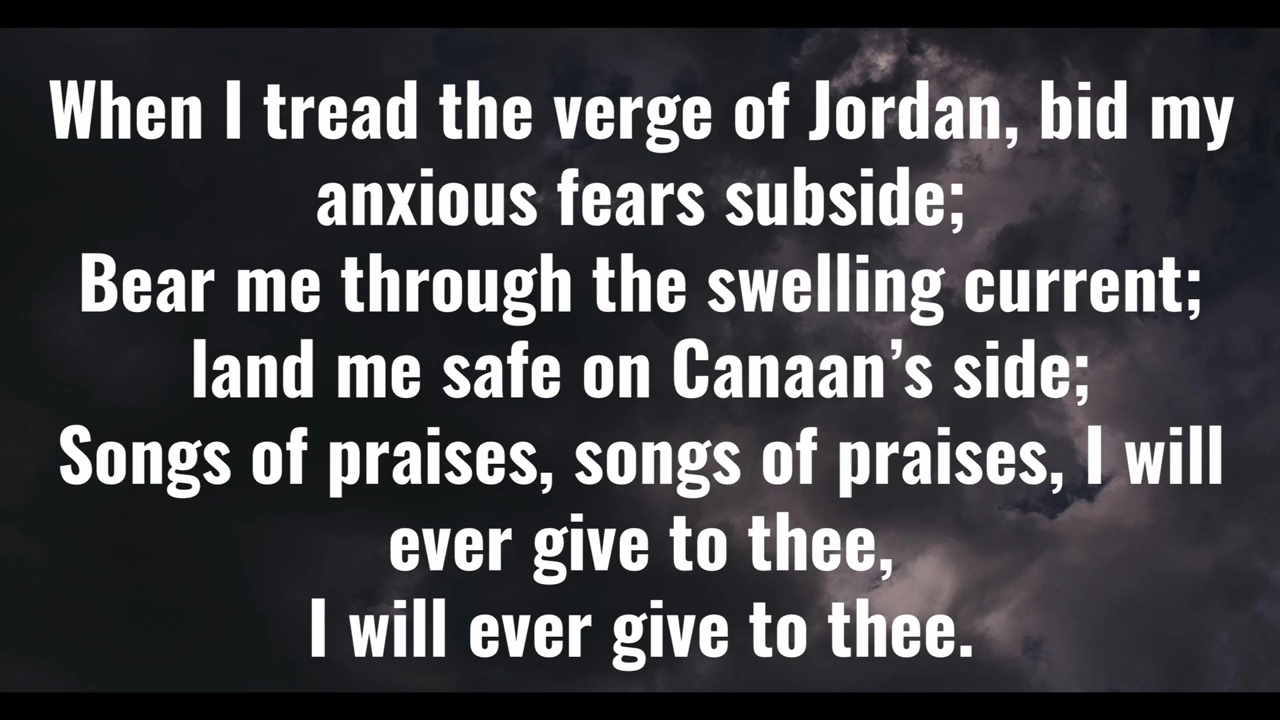 When I tread the verge of Jordan, bid my
anxious fears subside;
Bear me through the swelling current;
land me safe on Canaan’s side;
Songs of praises, songs of praises, I will
ever give to thee,
I will ever give to thee.